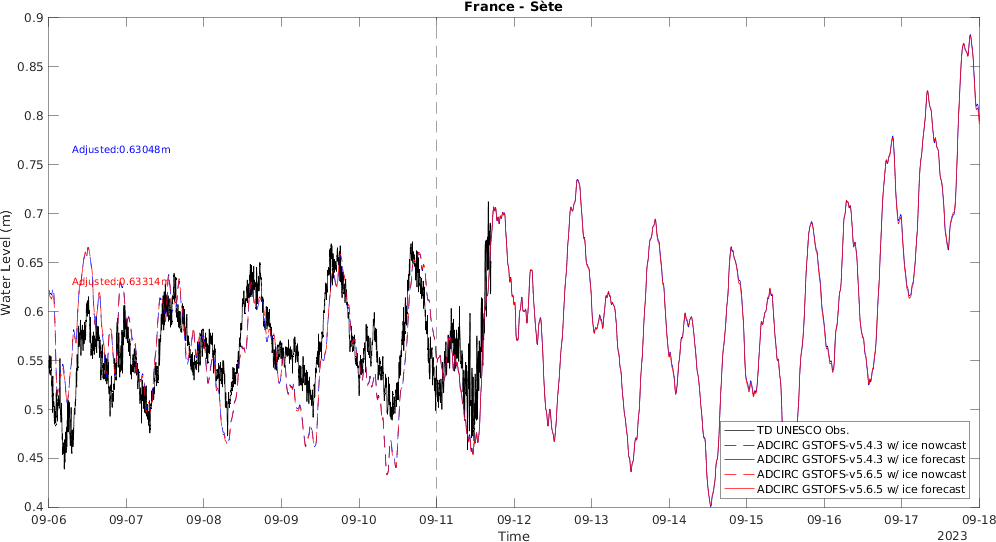 France - Sète
0.9
0.85
0.8
0.75
0.7
0.65
0.6
0.55
0.5
0.45
0.4
Water Level (m)
Adjusted:0.63048m
Adjusted:0.63314m
TD UNESCO Obs.
ADCIRC GSTOFS-v5.4.3 w/ ice nowcast
ADCIRC GSTOFS-v5.4.3 w/ ice forecast
ADCIRC GSTOFS-v5.6.5 w/ ice nowcast
ADCIRC GSTOFS-v5.6.5 w/ ice forecast
09-06 09-07 09-08 09-09 09-10 09-11 09-12 09-13 09-14 09-15 09-16 09-17 09-18
Time
2023